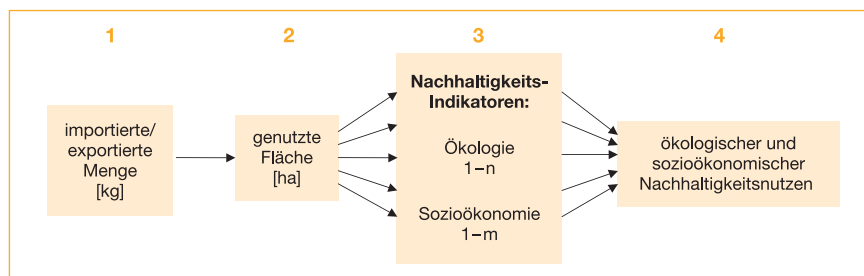 1 2 3 4
importierte/
exportierte
Menge
[kg]
genutzte
Fläche
[ha]
Nachhaltigkeits-
Indikatoren:
Ökologie
1–n
Sozioökonomie
1–m
ökologischer und
sozioökonomischer
Nachhaltigkeitsnutzen